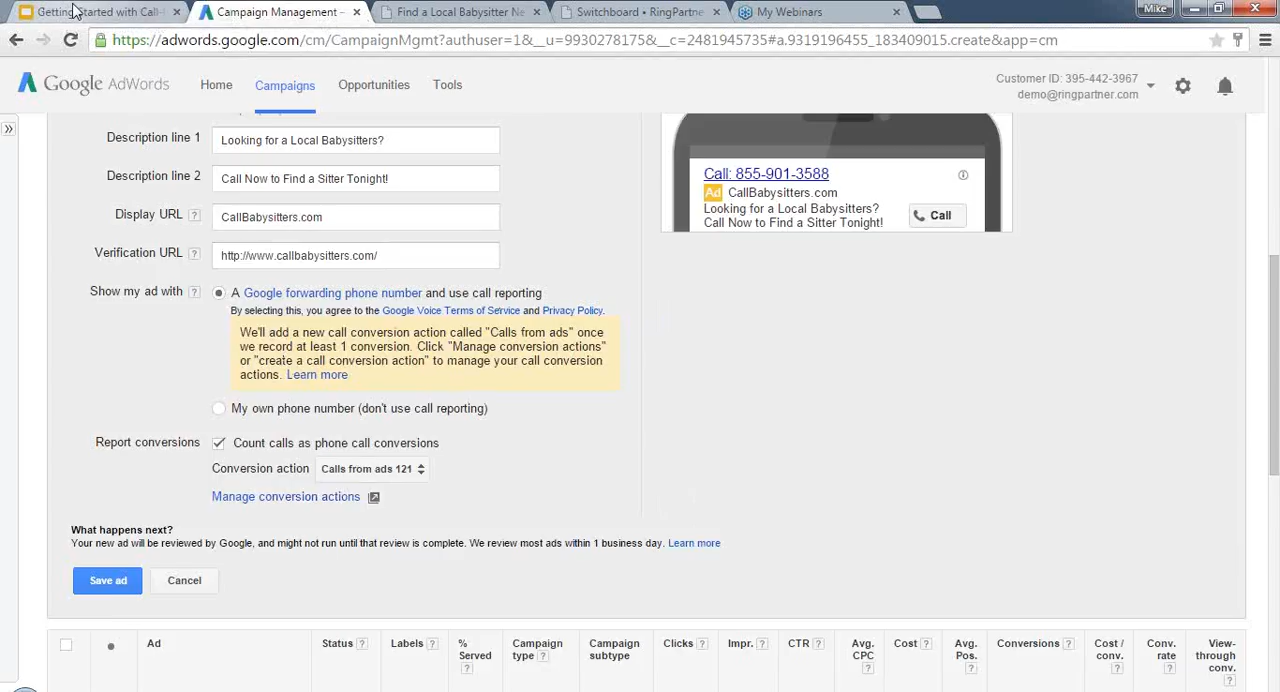 Getting Started with Call-
Campaign Management –
Find a Local Babysitter Ne
Switchboard • RingPartne
My Webinars
Mike
https://adwords.google.com/cm/CampaignMgmt?authuser=1&__u=9930278175&__c=2481945735#a.9319196455_183409015.create&app=cm
Google AdWords
Home
Campaigns
Opportunities
Tools
Customer ID: 395-442-3967
demo@ringpartner.com
Description line 1
Looking for a Local Babysitters?
Description line 2
Call Now to Find a Sitter Tonight!
Display URL ?
CallBabysitters.com
Verification URL ?
http://www.callbabysitters.com/
Call: 855-901-3588
Ad CallBabysitters.com
Looking for a Local Babysitters?
Call Now to Find a Sitter Tonight!
Call
Show my ad with ?
A Google forwarding phone number and use call reporting
By selecting this, you agree to the Google Voice Terms of Service and Privacy Policy.
We'll add a new call conversion action called "Calls from ads" once
we record at least 1 conversion. Click "Manage conversion actions"
or "create a call conversion action" to manage your call conversion
actions. Learn more
My own phone number (don't use call reporting)
Report conversions
Count calls as phone call conversions
Conversion action
Calls from ads 121
Manage conversion actions
What happens next?
Your new ad will be reviewed by Google, and might not run until that review is complete. We review most ads within 1 business day. Learn more
Save ad
Cancel
Ad
Status ?
Labels ?
%
Served
?
Campaign
type ?
Campaign
subtype
Clicks ?
Impr. ?
CTR ?
Avg.
CPC
?
Cost ?
Avg.
Pos.
?
Conversions ?
Cost /
conv.
?
Conv.
rate
?
View-
through
conv.
?